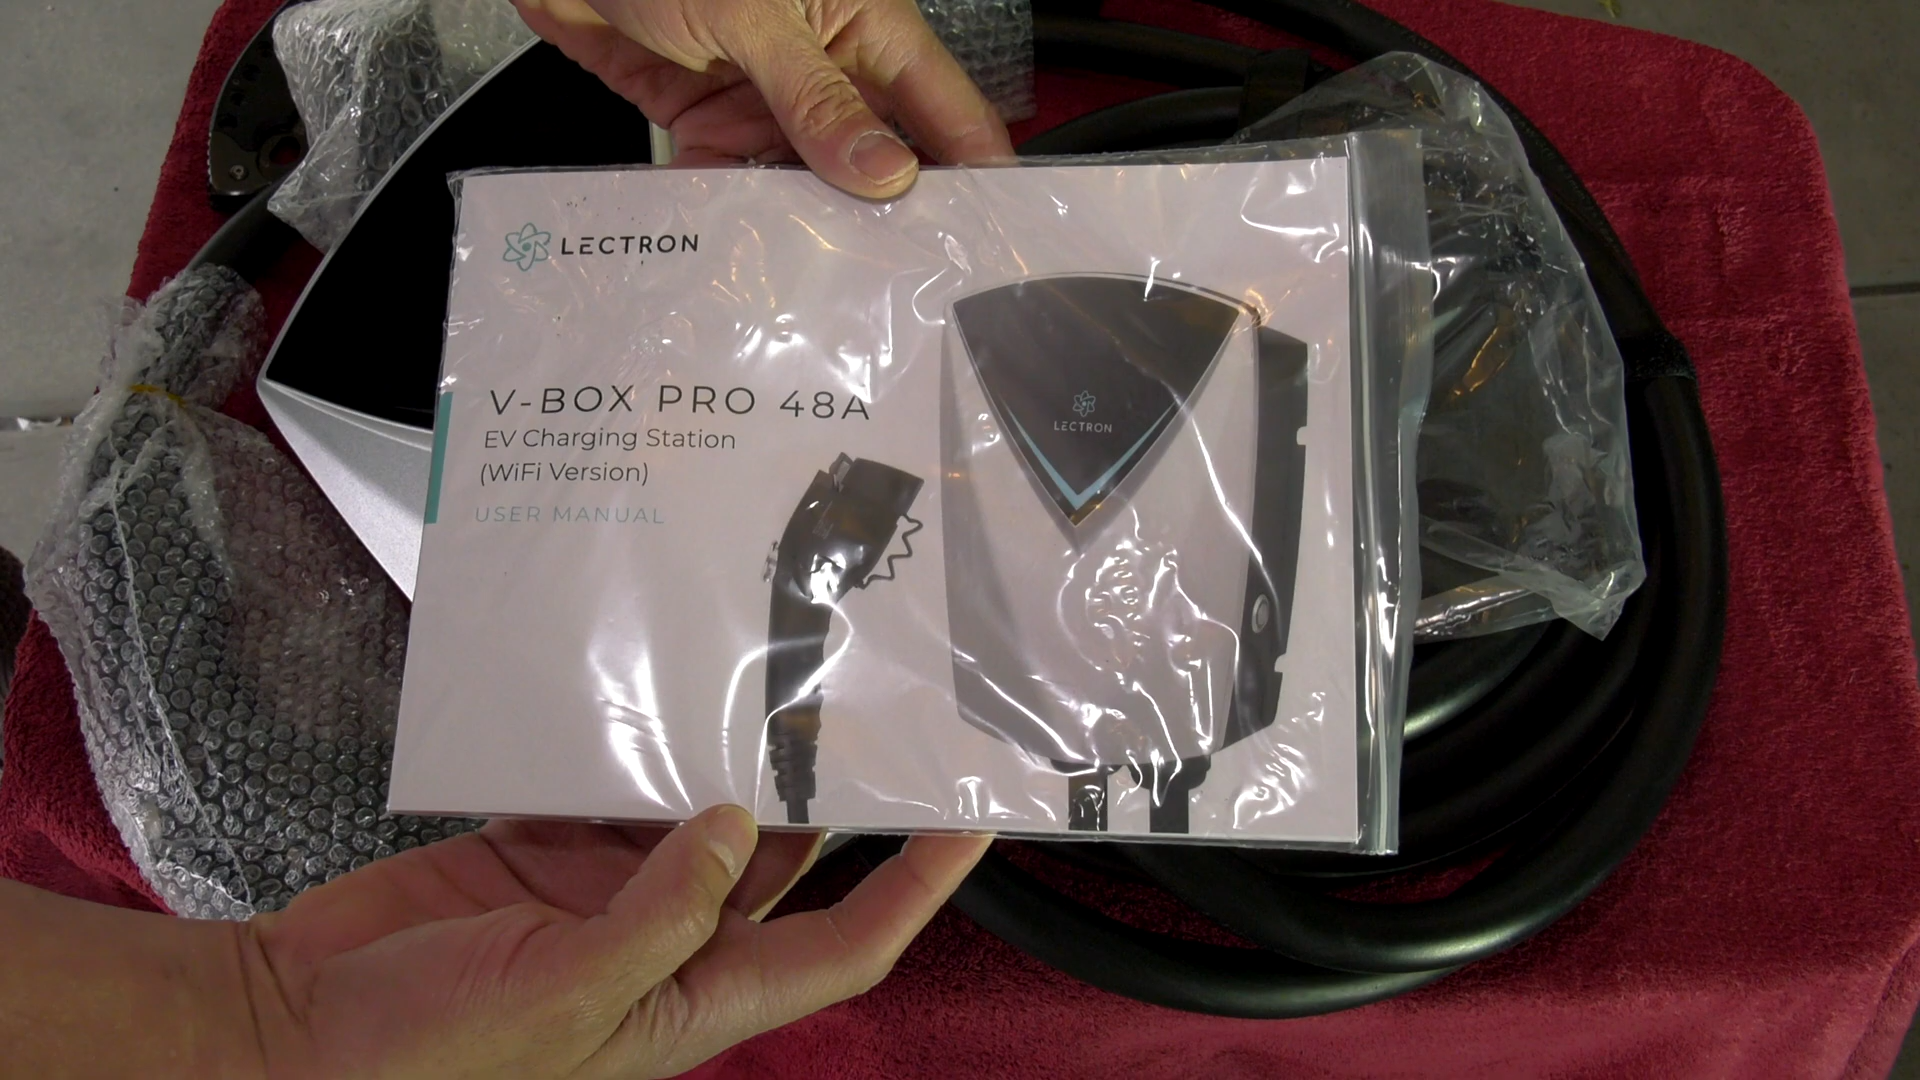 LECTRON
V-BOX PRO 48A
EV Charging Station
(WiFi Version)
USER MANUAL
LECTRON